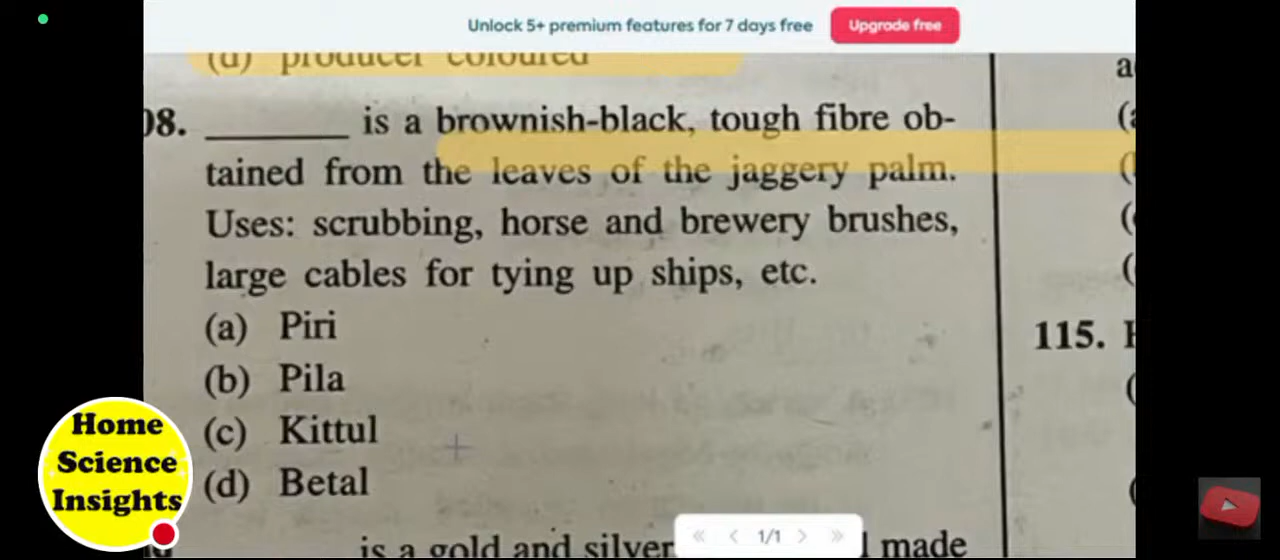 Unlock 5+ premium features for 7 days free Upgrade free
(d) producer coloured
08. ______ is a brownish-black, tough fibre ob-
tained from the leaves of the jaggery palm.
Uses: scrubbing, horse and brewery brushes,
large cables for tying up ships, etc.
(a) Piri
(b) Pila
(c) Kittul
(d) Betal
is a gold and silver
made
115.
Home
Science
Insights
1/1